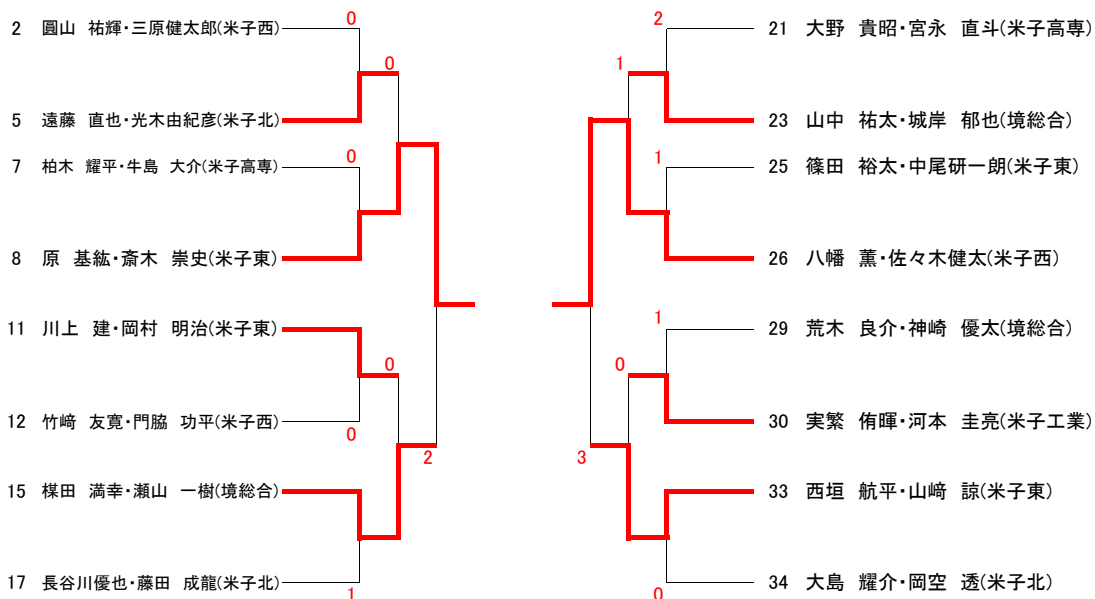 0
2 圓山 祐輝・三原健太郎(米子西)
0
5 遠藤 直也・光木由紀彦(米子北)
0
7 柏木 耀平・牛島 大介(米子高専)
8 原 基紘・斎木 崇史(米子東)
11 川上 建・岡村 明治(米子東)
0
12 竹﨑 友寛・門脇 功平(米子西)
0
2
15 楳田 満幸・瀬山 一樹(境総合)
17 長谷川優也・藤田 成龍(米子北)
1
2
21 大野 貴昭・宮永 直斗(米子高専)
1
23 山中 祐太・城岸 郁也(境総合)
1
25 篠田 裕太・中尾研一朗(米子東)
26 八幡 薫・佐々木健太(米子西)
1
29 荒木 良介・神崎 優太(境総合)
0
30 実繁 侑暉・河本 圭亮(米子工業)
3
33 西垣 航平・山﨑 諒(米子東)
34 大島 耀介・岡空 透(米子北)
0